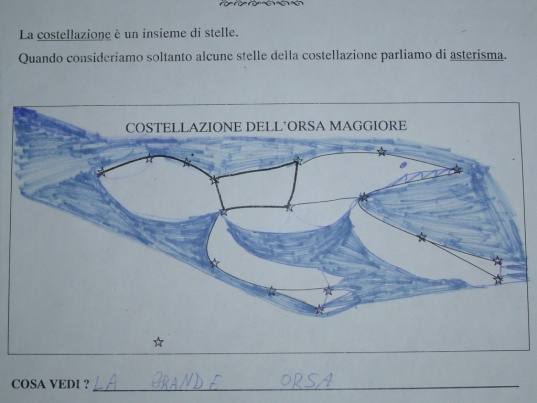 La costellazione è un insieme di stelle.
Quando consideriamo soltanto alcune stelle della costellazione parliamo di asterisma.
COSTELLAZIONE DELL'ORSA MAGGIORE
COSA VEDI ? LA GRANDE ORSA